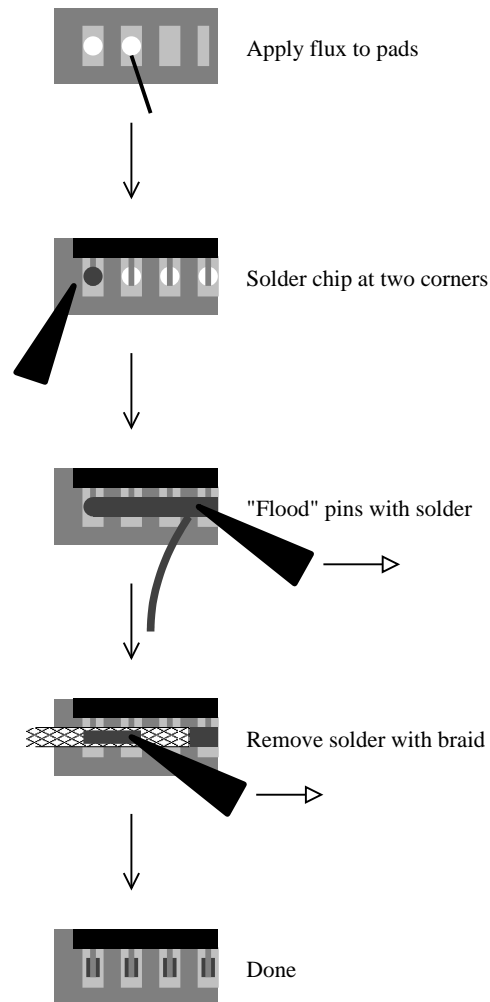 Apply flux to pads
Solder chip at two corners
"Flood" pins with solder
Remove solder with braid
Done